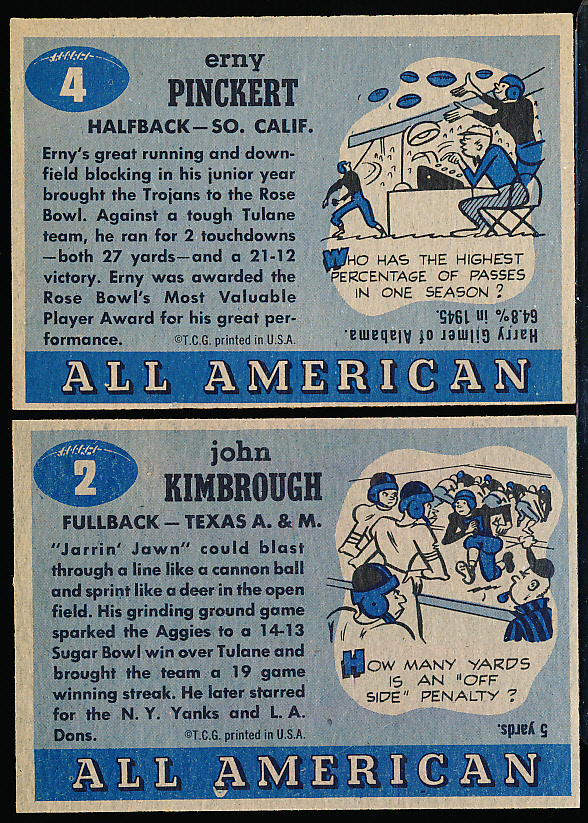 4
erny
PINCKERT
HALFBACK—SO. CALIF.
Erny's great running and down-
field blocking in his junior year
brought the Trojans to the Rose
Bowl. Against a tough Tulane
team, he ran for 2 touchdowns
—both 27 yards—and a 21-12
victory. Erny was awarded the
Rose Bowl's Most Valuable
Player Award for his great per-
formance.
©T.C.G. printed in U.S.A.
WHO HAS THE HIGHEST
PERCENTAGE OF PASSES
IN ONE SEASON?
Harry Gilmer of Alabama.
64.8% in 1945.
ALL AMERICAN
2
john
KIMBROUGH
FULLBACK — TEXAS A. & M.
"Jarrin' Jawn" could blast
through a line like a cannon ball
and sprint like a deer in the open
field. His grinding ground game
sparked the Aggies to a 14-13
Sugar Bowl win over Tulane and
brought the team a 19 game
winning streak. He later starred
for the N. Y. Yanks and L. A.
Dons.
©T.C.G. printed in U.S.A.
HOW MANY YARDS
IS AN "OFF
SIDE" PENALTY?
5 yards.
ALL AMERICAN